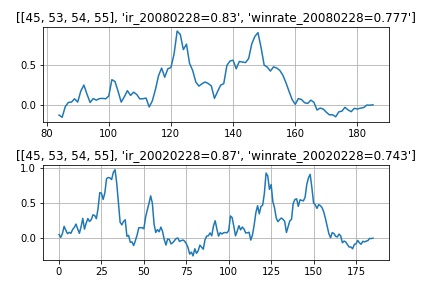 [[45, 53, 54, 55], 'ir_20080228=0.83', 'winrate_20080228=0.777']
0.5
0.0
80 100 120 140 160 180
[[45, 53, 54, 55], 'ir_20020228=0.87', 'winrate_20020228=0.743']
1.0
0.5
0.0
0 25 50 75 100 125 150 175